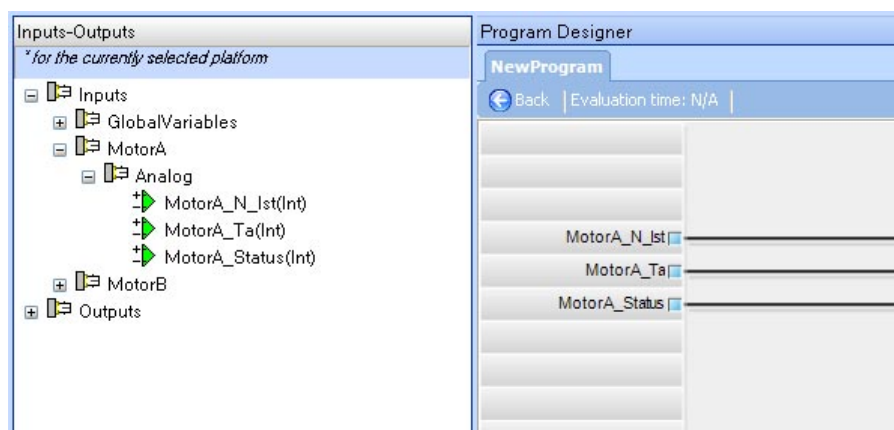 Inputs-Outputs
*for the currently selected platform
Inputs
GlobalVariables
MotorA
Analog
MotorA_N_Ist(Int)
MotorA_Ta(Int)
MotorA_Status(Int)
MotorB
Outputs
Program Designer
NewProgram
Back | Evaluation time: N/A |
MotorA_N_Ist
MotorA_Ta
MotorA_Status